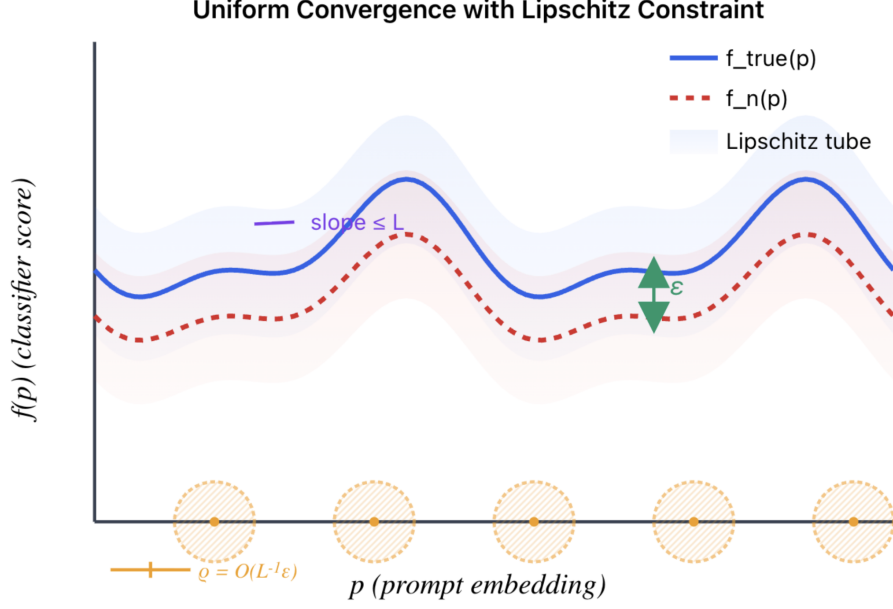 Uniform Convergence with Lipschitz Constraint
f_true(p)
f_n(p)
Lipschitz tube
slope ≤ L
ε
f(p) (classifier score)
ϱ = O(L⁻¹ε)
p (prompt embedding)